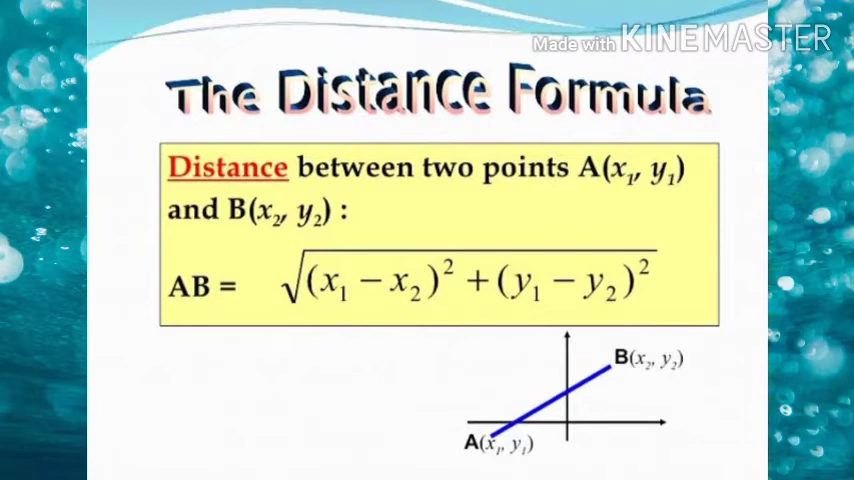 Made with KINEMASTER
The Distance Formula
Distance between two points A(x₁, y₁)
and B(x₂, y₂) :
AB = √(x₁ − x₂)² + (y₁ − y₂)²
B(x₂, y₂)
A(x₁, y₁)